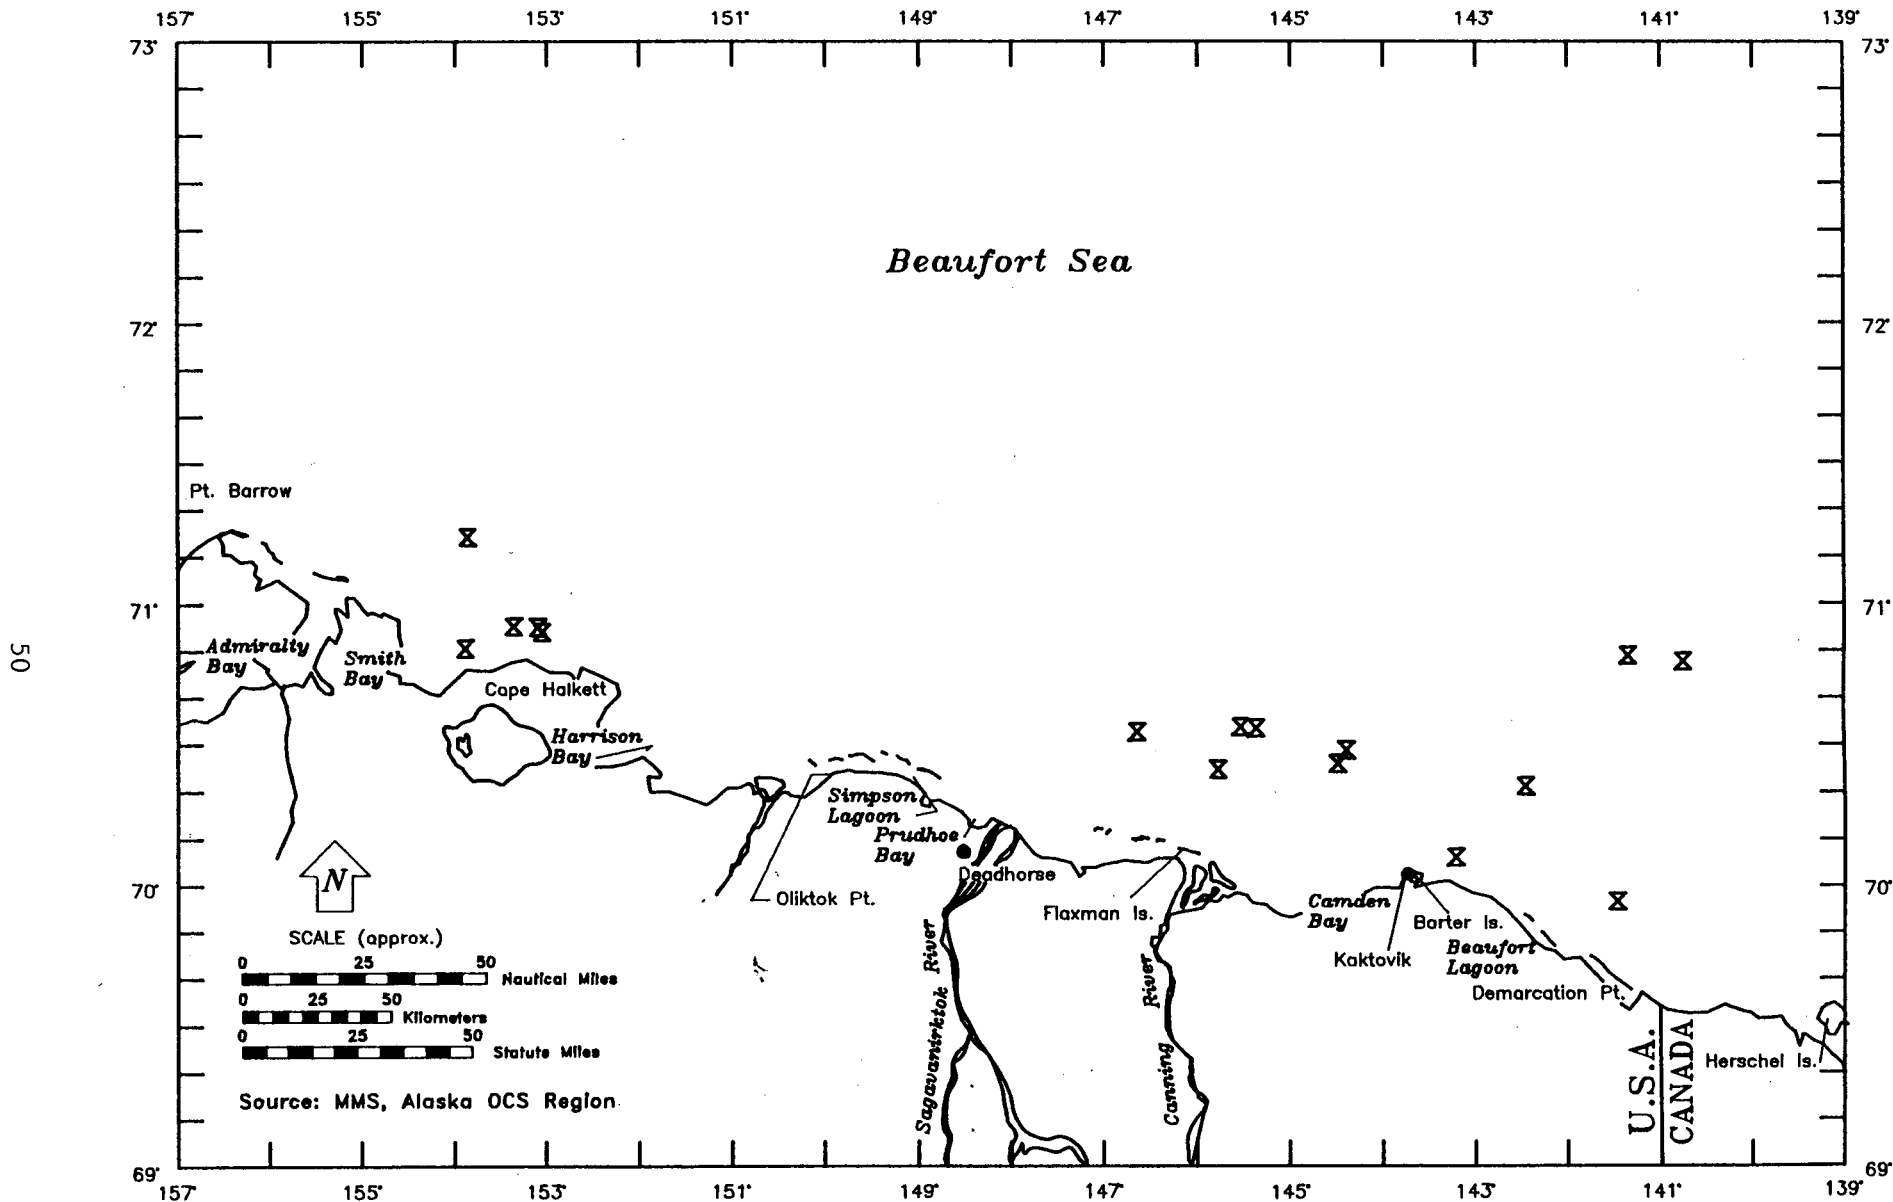 157° 155° 153° 151° 149° 147° 145° 143° 141° 139°
73° 73°
Beaufort Sea
72° 72°
Pt. Barrow
71° 71°
50
Admiralty
Bay
Smith
Bay
Cape Halkett
Harrison
Bay
Simpson
Lagoon
Prudhoe
Bay
Deadhorse
70° 70°
Oliktok Pt.
Flaxman Is.
Camden
Bay
Barter Is.
Kaktovik
Beaufort
Lagoon
Demarcation Pt.
N
SCALE (approx.)
0 25 50
Nautical Miles
0 25 50
Kilometers
0 25 50
Statute Miles
Sagavanirktok River
Canning River
U.S.A.
CANADA
Herschel Is.
Source: MMS, Alaska OCS Region
69° 69°
157° 155° 153° 151° 149° 147° 145° 143° 141° 139°